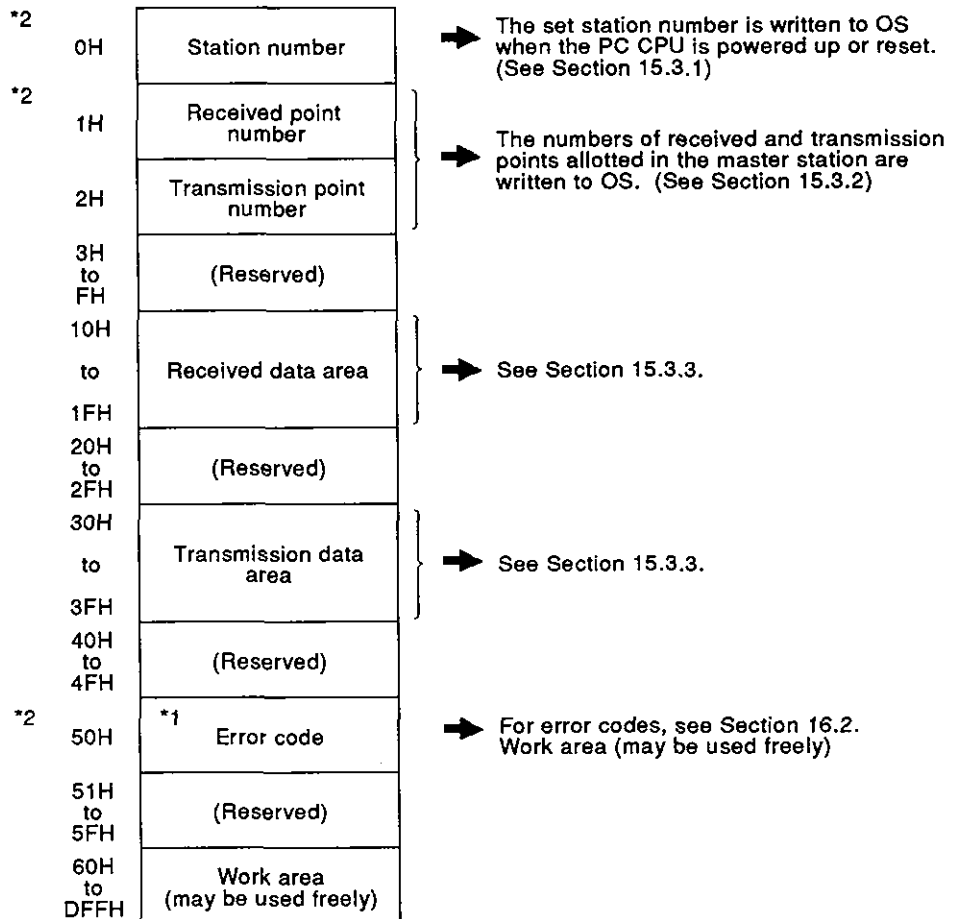 *2
0H
Station number
The set station number is written to OS
when the PC CPU is powered up or reset.
(See Section 15.3.1)
*2
1H
Received point
number
2H
Transmission point
number
The numbers of received and transmission
points allotted in the master station are
written to OS. (See Section 15.3.2)
3H
to
FH
(Reserved)
10H
to
1FH
Received data area
See Section 15.3.3.
20H
to
2FH
(Reserved)
30H
to
3FH
Transmission data
area
See Section 15.3.3.
40H
to
4FH
(Reserved)
*2
50H
*1
Error code
For error codes, see Section 16.2.
Work area (may be used freely)
51H
to
5FH
(Reserved)
60H
to
DFFH
Work area
(may be used freely)